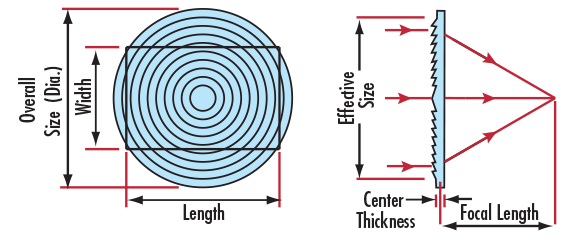 Overall
Size (Dia.)
Width
Length
Effective
Size
Center
Thickness
Focal Length